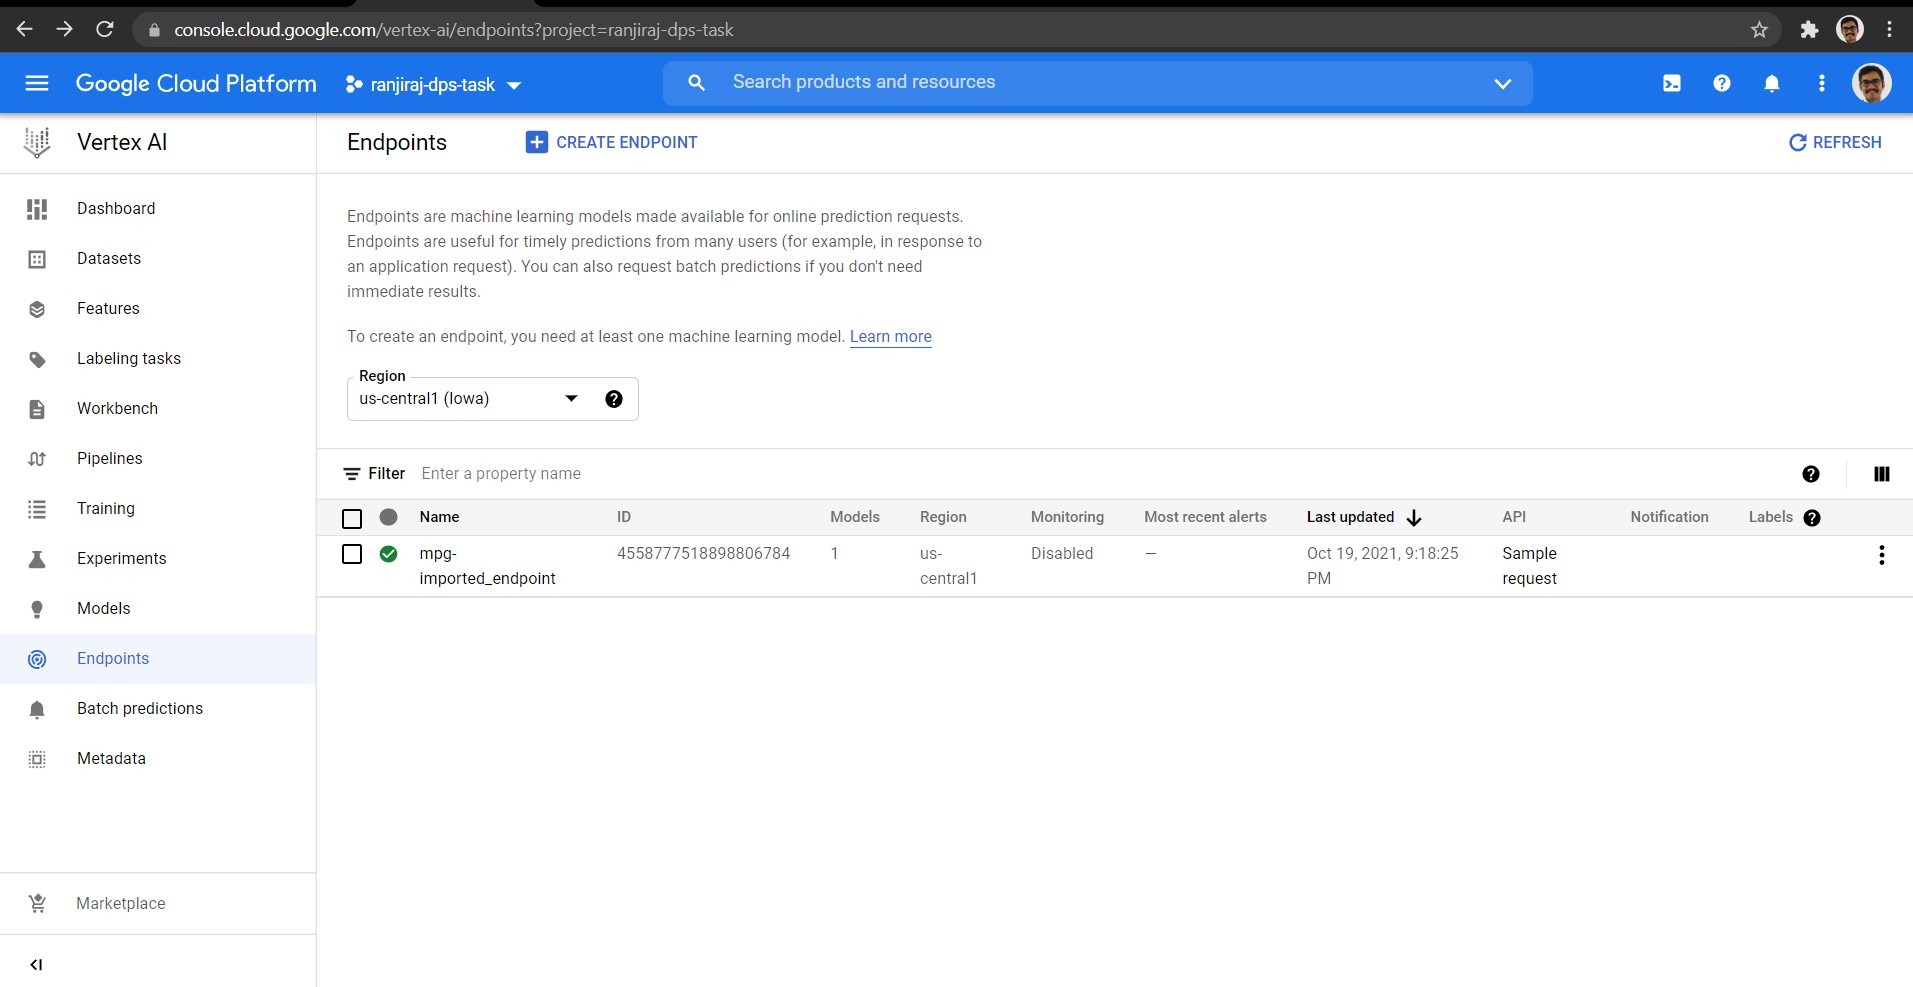 console.cloud.google.com/vertex-ai/endpoints?project=ranjiraj-dps-task
Google Cloud Platform
ranjiraj-dps-task
Search products and resources
Vertex AI
Dashboard
Datasets
Features
Labeling tasks
Workbench
Pipelines
Training
Experiments
Models
Endpoints
Batch predictions
Metadata
Marketplace
Endpoints
CREATE ENDPOINT
REFRESH
Endpoints are machine learning models made available for online prediction requests.
Endpoints are useful for timely predictions from many users (for example, in response to
an application request). You can also request batch predictions if you don't need
immediate results.
To create an endpoint, you need at least one machine learning model. Learn more
Region
us-central1 (Iowa)
Filter Enter a property name
Name ID Models Region Monitoring Most recent alerts Last updated API Notification Labels
mpg- 4558777518898806784 1 us- Disabled — Oct 19, 2021, 9:18:25 Sample
imported_endpoint central1 PM request